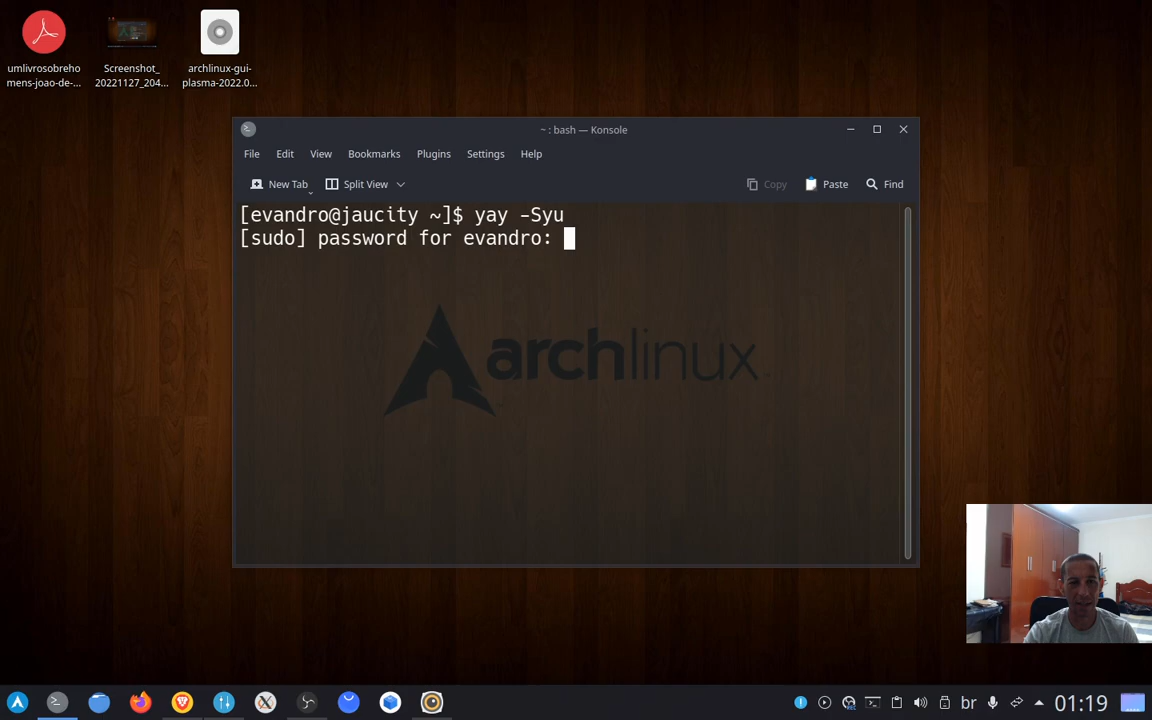 umlivrosobreho
mens-joao-de-...
Screenshot_
20221127_204...
archlinux-gui-
plasma-2022.0...
~ : bash — Konsole
File Edit View Bookmarks Plugins Settings Help
New Tab Split View Copy Paste Find
[evandro@jaucity ~]$ yay -Syu
[sudo] password for evandro:
archlinux
br 01:19